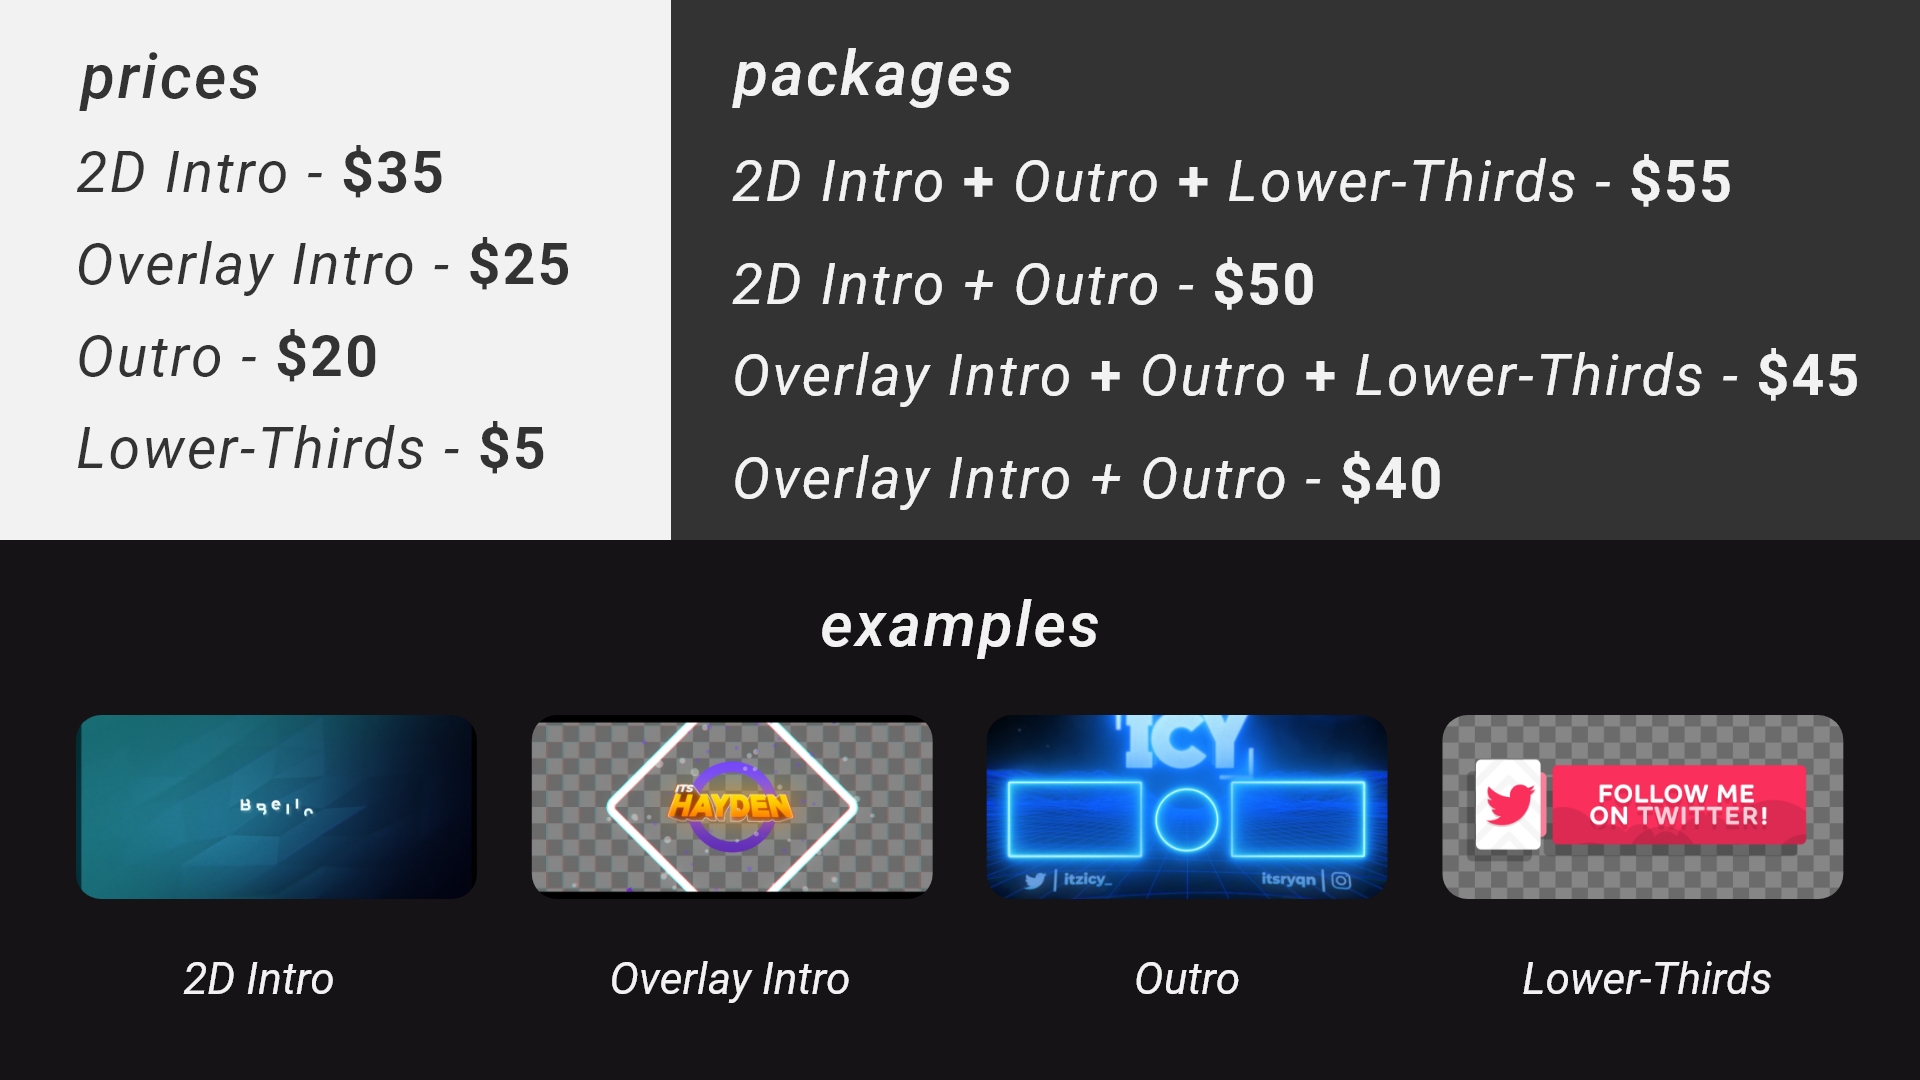 prices
2D Intro - $35
Overlay Intro - $25
Outro - $20
Lower-Thirds - $5
packages
2D Intro + Outro + Lower-Thirds - $55
2D Intro + Outro - $50
Overlay Intro + Outro + Lower-Thirds - $45
Overlay Intro + Outro - $40
examples
ITS
HAYDEN
ICY
itzicy_
itsryqn
FOLLOW ME
ON TWITTER!
2D Intro
Overlay Intro
Outro
Lower-Thirds